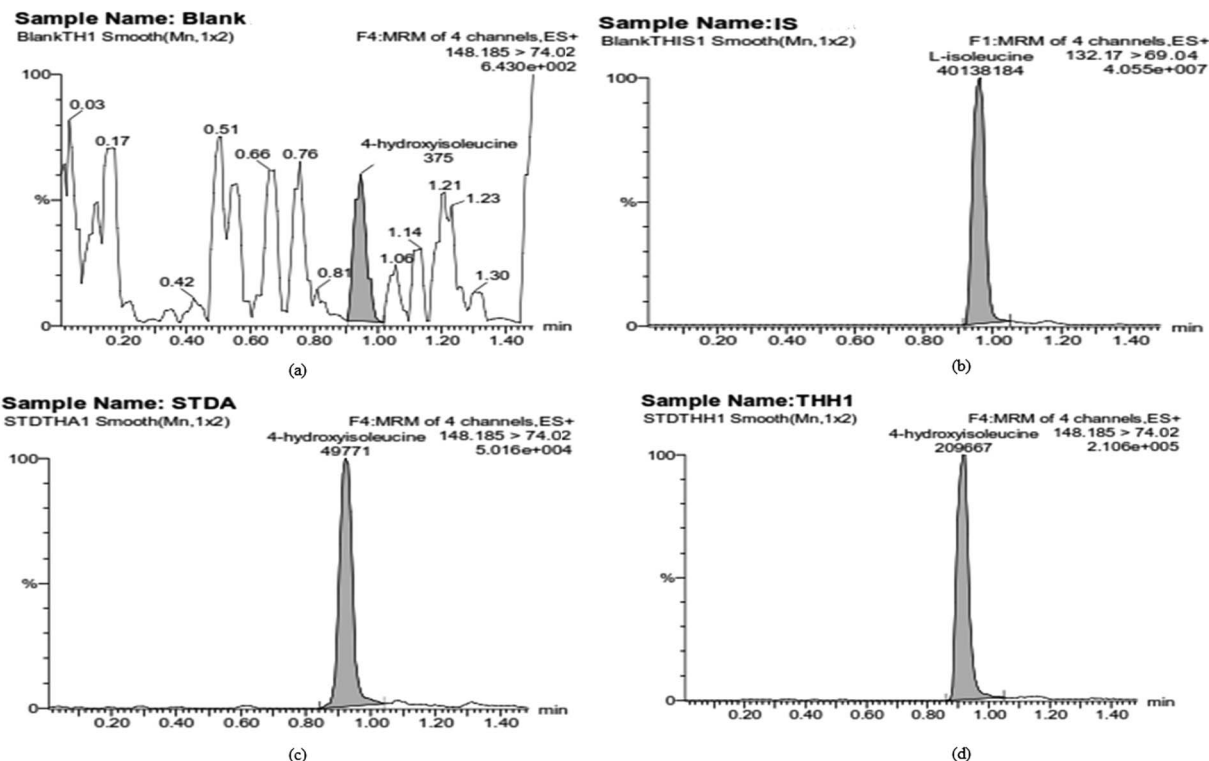 Sample Name: Blank
BlankTH1 Smooth(Mn,1x2)
F4:MRM of 4 channels,ES+
148.185 > 74.02
6.430e+002
100
%
0
0.03
0.17
0.42
0.51
0.66
0.76
0.81
4-hydroxyisoleucine
375
1.06
1.14
1.21
1.23
1.30
0.20 0.40 0.60 0.80 1.00 1.20 1.40 min
(a)
Sample Name:IS
BlankTHIS1 Smooth(Mn,1x2)
F1:MRM of 4 channels,ES+
L-isoleucine 132.17 > 69.04
40138184 4.055e+007
100
%
0
0.20 0.40 0.60 0.80 1.00 1.20 1.40 min
(b)
Sample Name: STDA
STDTHA1 Smooth(Mn,1x2)
F4:MRM of 4 channels,ES+
4-hydroxyisoleucine 148.185 > 74.02
49771 5.016e+004
100
%
0
0.20 0.40 0.60 0.80 1.00 1.20 1.40 min
(c)
Sample Name:THH1
STDTHH1 Smooth(Mn,1x2)
F4:MRM of 4 channels,ES+
4-hydroxyisoleucine 148.185 > 74.02
209667 2.106e+005
100
%
0
0.20 0.40 0.60 0.80 1.00 1.20 1.40 min
(d)